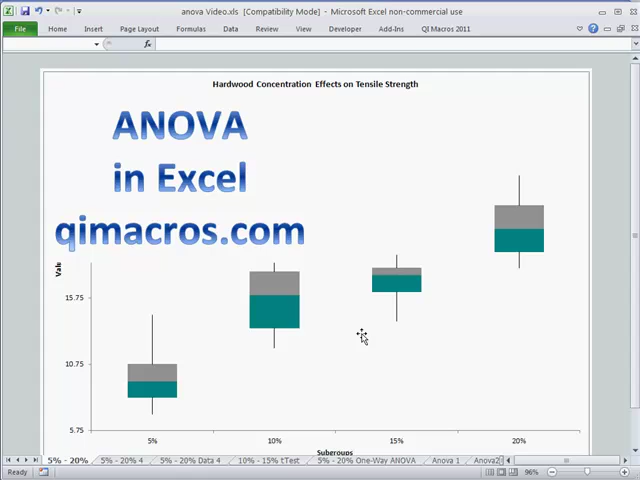 anova Video.xls [Compatibility Mode] - Microsoft Excel non-commercial use
File Home Insert Page Layout Formulas Data Review View Developer Add-Ins QI Macros 2011
fx
Hardwood Concentration Effects on Tensile Strength
ANOVA
in Excel
qimacros.com
Valu
15.75
10.75
5.75
5% 10% 15% 20%
Subgroups
5% - 20% 5% - 20% 4 5% - 20% Data 4 10% - 15% tTest 5% - 20% One-Way ANOVA Anova 1 Anova2
Ready 96%